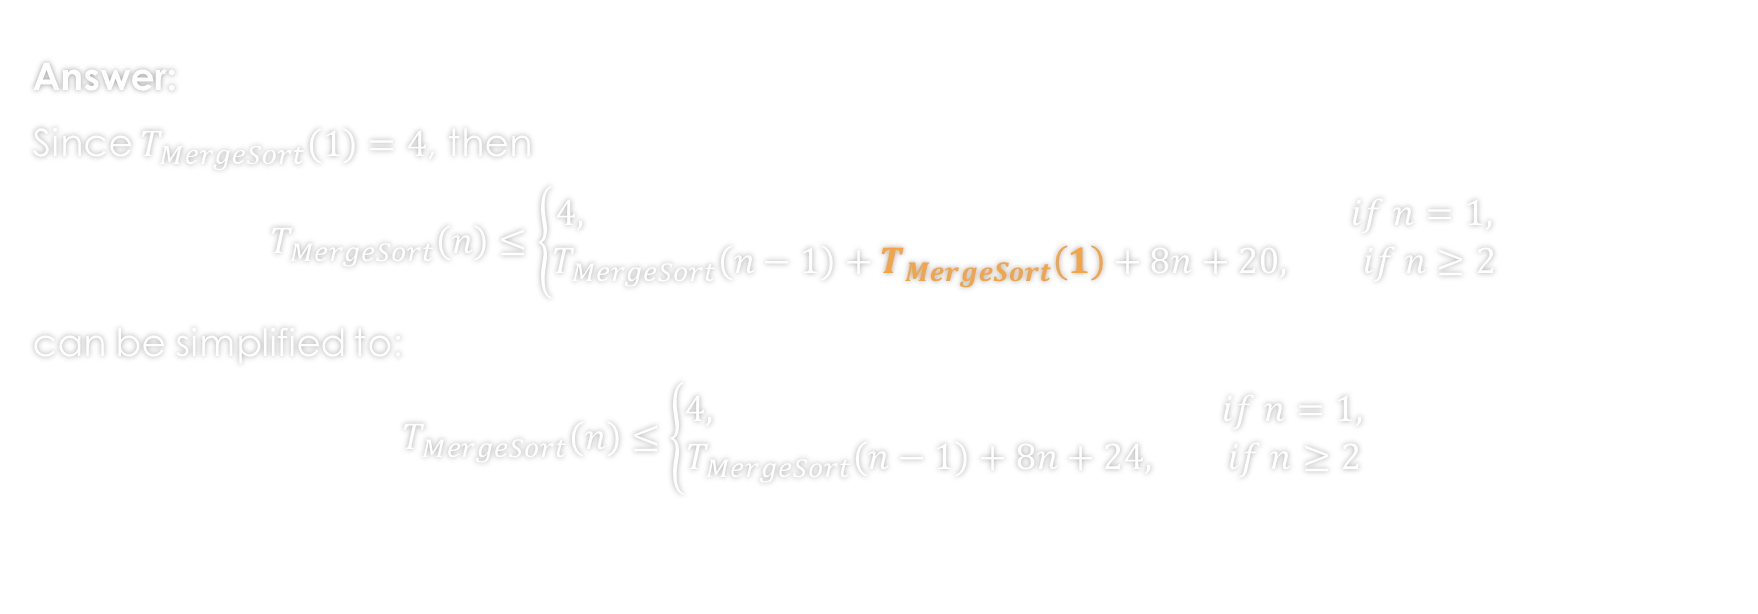 Answer:
Since T_MergeSort(1) = 4, then
T_MergeSort(n) ≤ { 4, if n = 1,
T_MergeSort(n − 1) + T_MergeSort(1) + 8n + 20, if n ≥ 2
can be simplified to:
T_MergeSort(n) ≤ { 4, if n = 1,
T_MergeSort(n − 1) + 8n + 24, if n ≥ 2